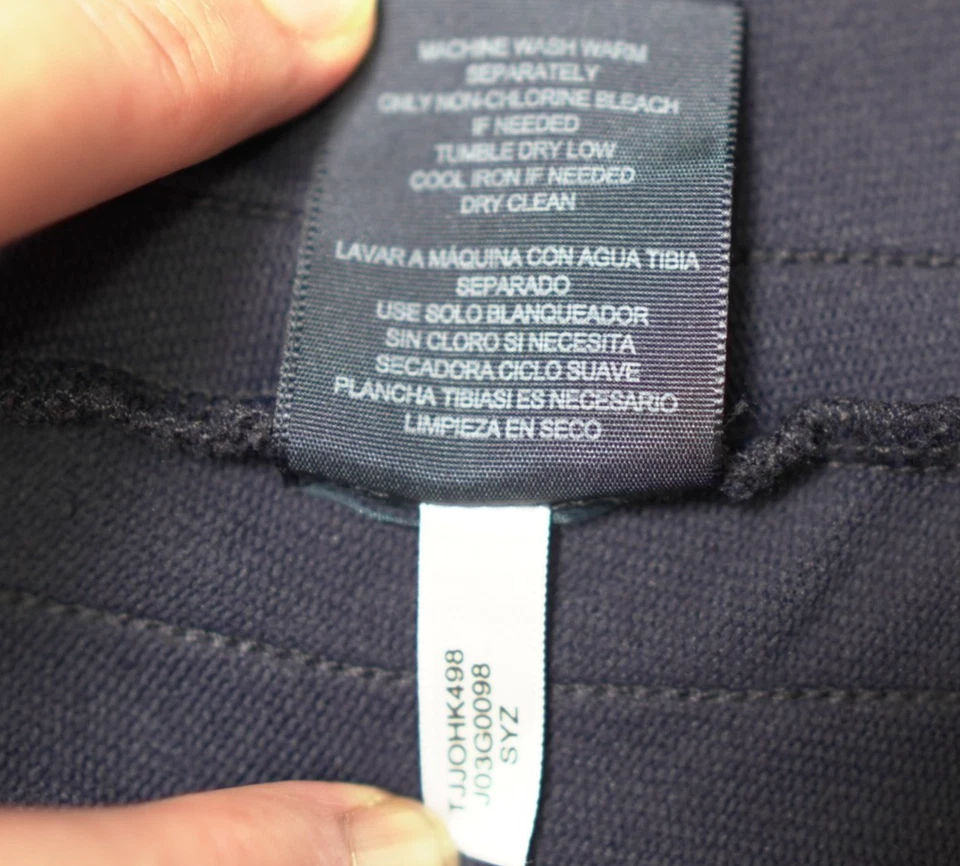 MACHINE WASH WARM
SEPARATELY
ONLY NON-CHLORINE BLEACH
IF NEEDED
TUMBLE DRY LOW
COOL IRON IF NEEDED
DRY CLEAN
LAVAR A MÁQUINA CON AGUA TIBIA
SEPARADO
USE SOLO BLANQUEADOR
SIN CLORO SI NECESITA
SECADORA CICLO SUAVE
PLANCHA TIBIASI ES NECESARIO
LIMPIEZA EN SECO
TJJOHK498
J03G0098
SYZ